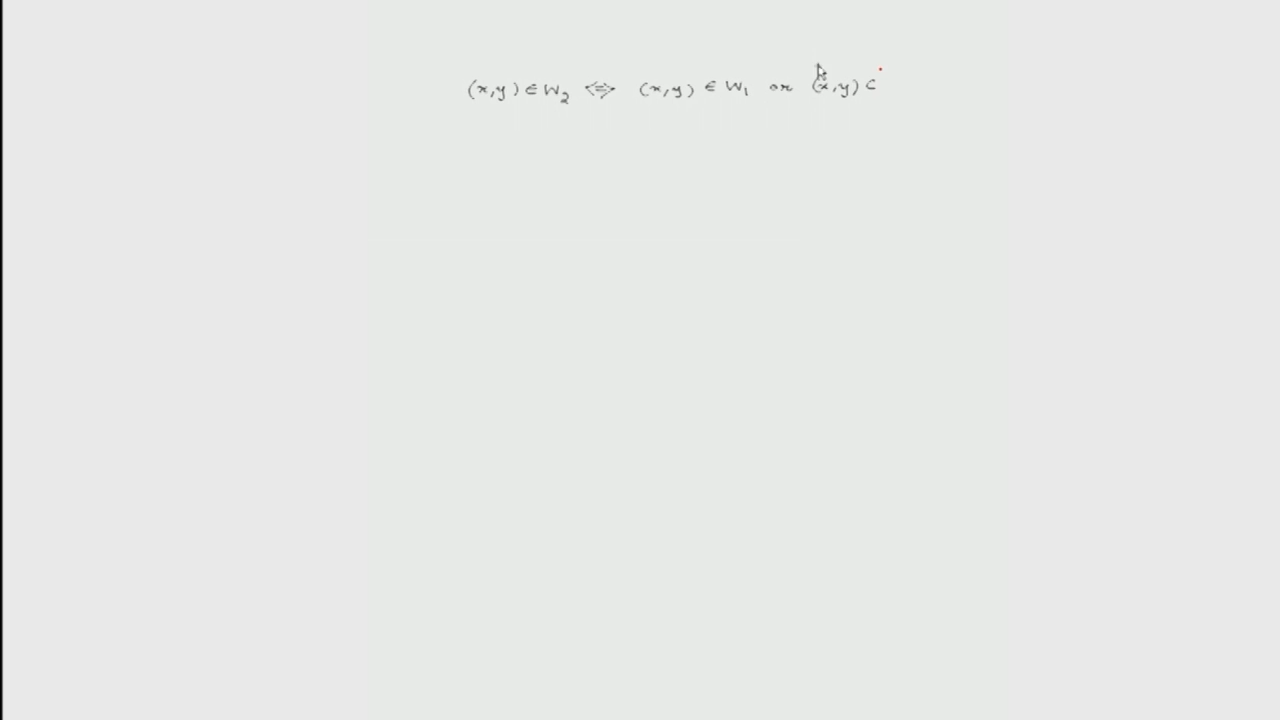 (x,y) ∈ W₂ ⇔ (x,y) ∈ W₁ or (x,y) ⊂